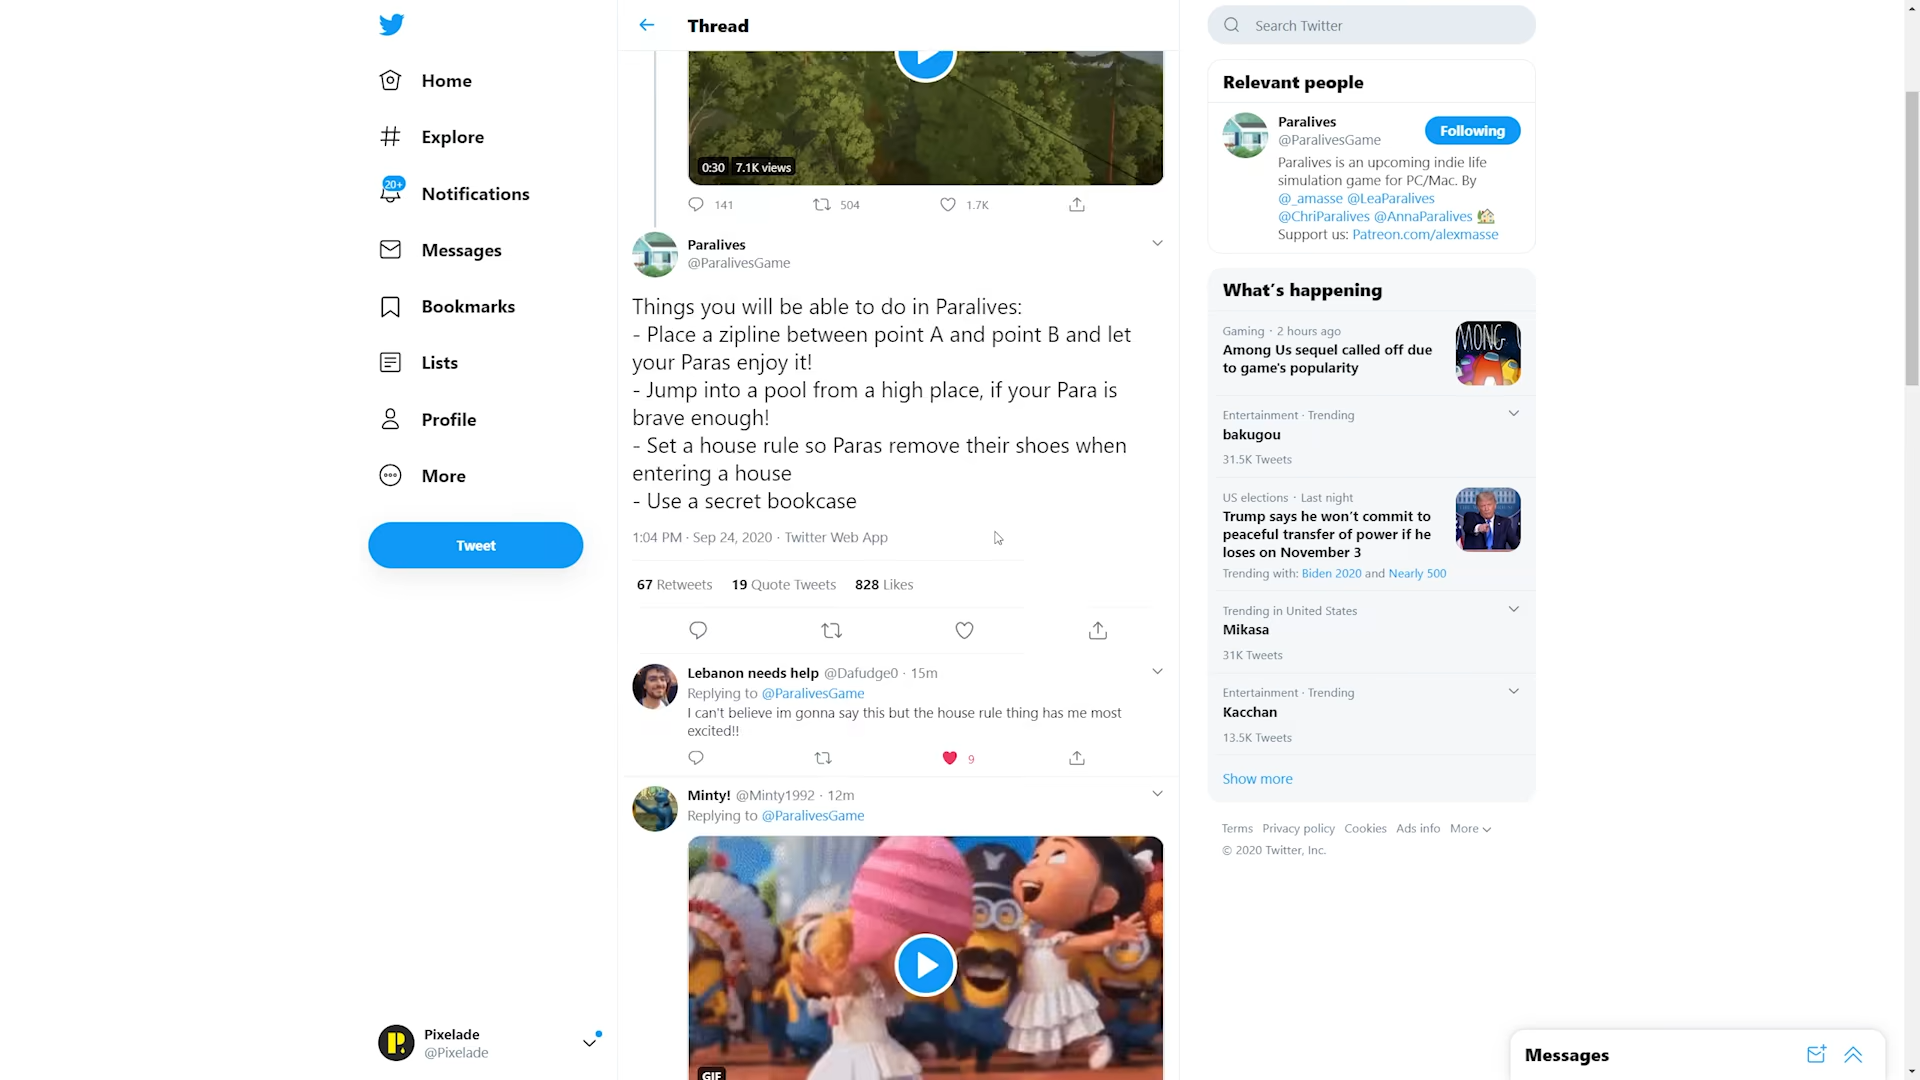 Home
Explore
20+
Notifications
Messages
Bookmarks
Lists
Profile
More
Tweet
Pixelade
@Pixelade
Thread
0:30 7.1K views
141 504 1.7K
Paralives
@ParalivesGame
Things you will be able to do in Paralives:
- Place a zipline between point A and point B and let
your Paras enjoy it!
- Jump into a pool from a high place, if your Para is
brave enough!
- Set a house rule so Paras remove their shoes when
entering a house
- Use a secret bookcase
1:04 PM · Sep 24, 2020 · Twitter Web App
67 Retweets 19 Quote Tweets 828 Likes
Lebanon needs help @Dafudge0 · 15m
Replying to @ParalivesGame
I can't believe im gonna say this but the house rule thing has me most
excited!!
9
Minty! @Minty1992 · 12m
Replying to @ParalivesGame
GIF
Search Twitter
Relevant people
Paralives
@ParalivesGame
Following
Paralives is an upcoming indie life
simulation game for PC/Mac. By
@_amasse @LeaParalives
@ChriParalives @AnnaParalives
Support us: Patreon.com/alexmasse
What's happening
Gaming · 2 hours ago
Among Us sequel called off due
to game's popularity
MONG
Entertainment · Trending
bakugou
31.5K Tweets
US elections · Last night
Trump says he won't commit to
peaceful transfer of power if he
loses on November 3
Trending with: Biden 2020 and Nearly 500
Trending in United States
Mikasa
31K Tweets
Entertainment · Trending
Kacchan
13.5K Tweets
Show more
Terms Privacy policy Cookies Ads info More
© 2020 Twitter, Inc.
Messages